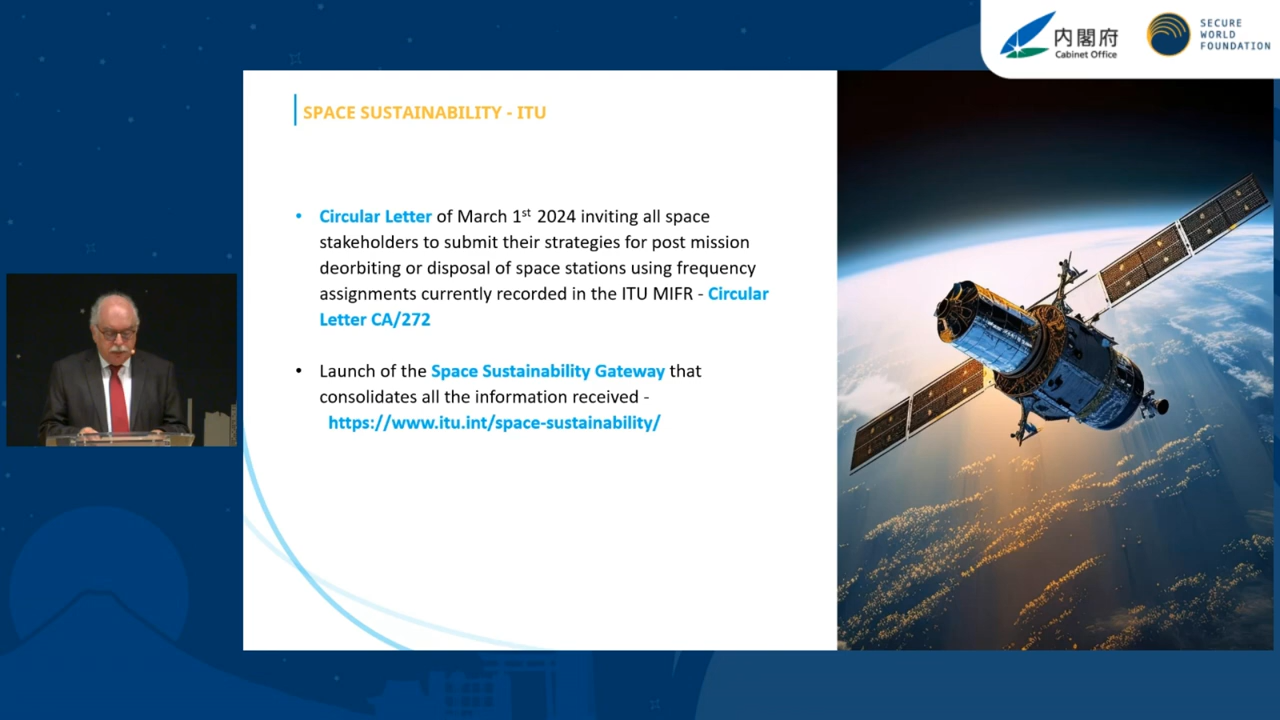 内閣府
Cabinet Office
SECURE
WORLD
FOUNDATION
SPACE SUSTAINABILITY - ITU
• Circular Letter of March 1st 2024 inviting all space
stakeholders to submit their strategies for post mission
deorbiting or disposal of space stations using frequency
assignments currently recorded in the ITU MIFR - Circular
Letter CA/272
• Launch of the Space Sustainability Gateway that
consolidates all the information received -
https://www.itu.int/space-sustainability/